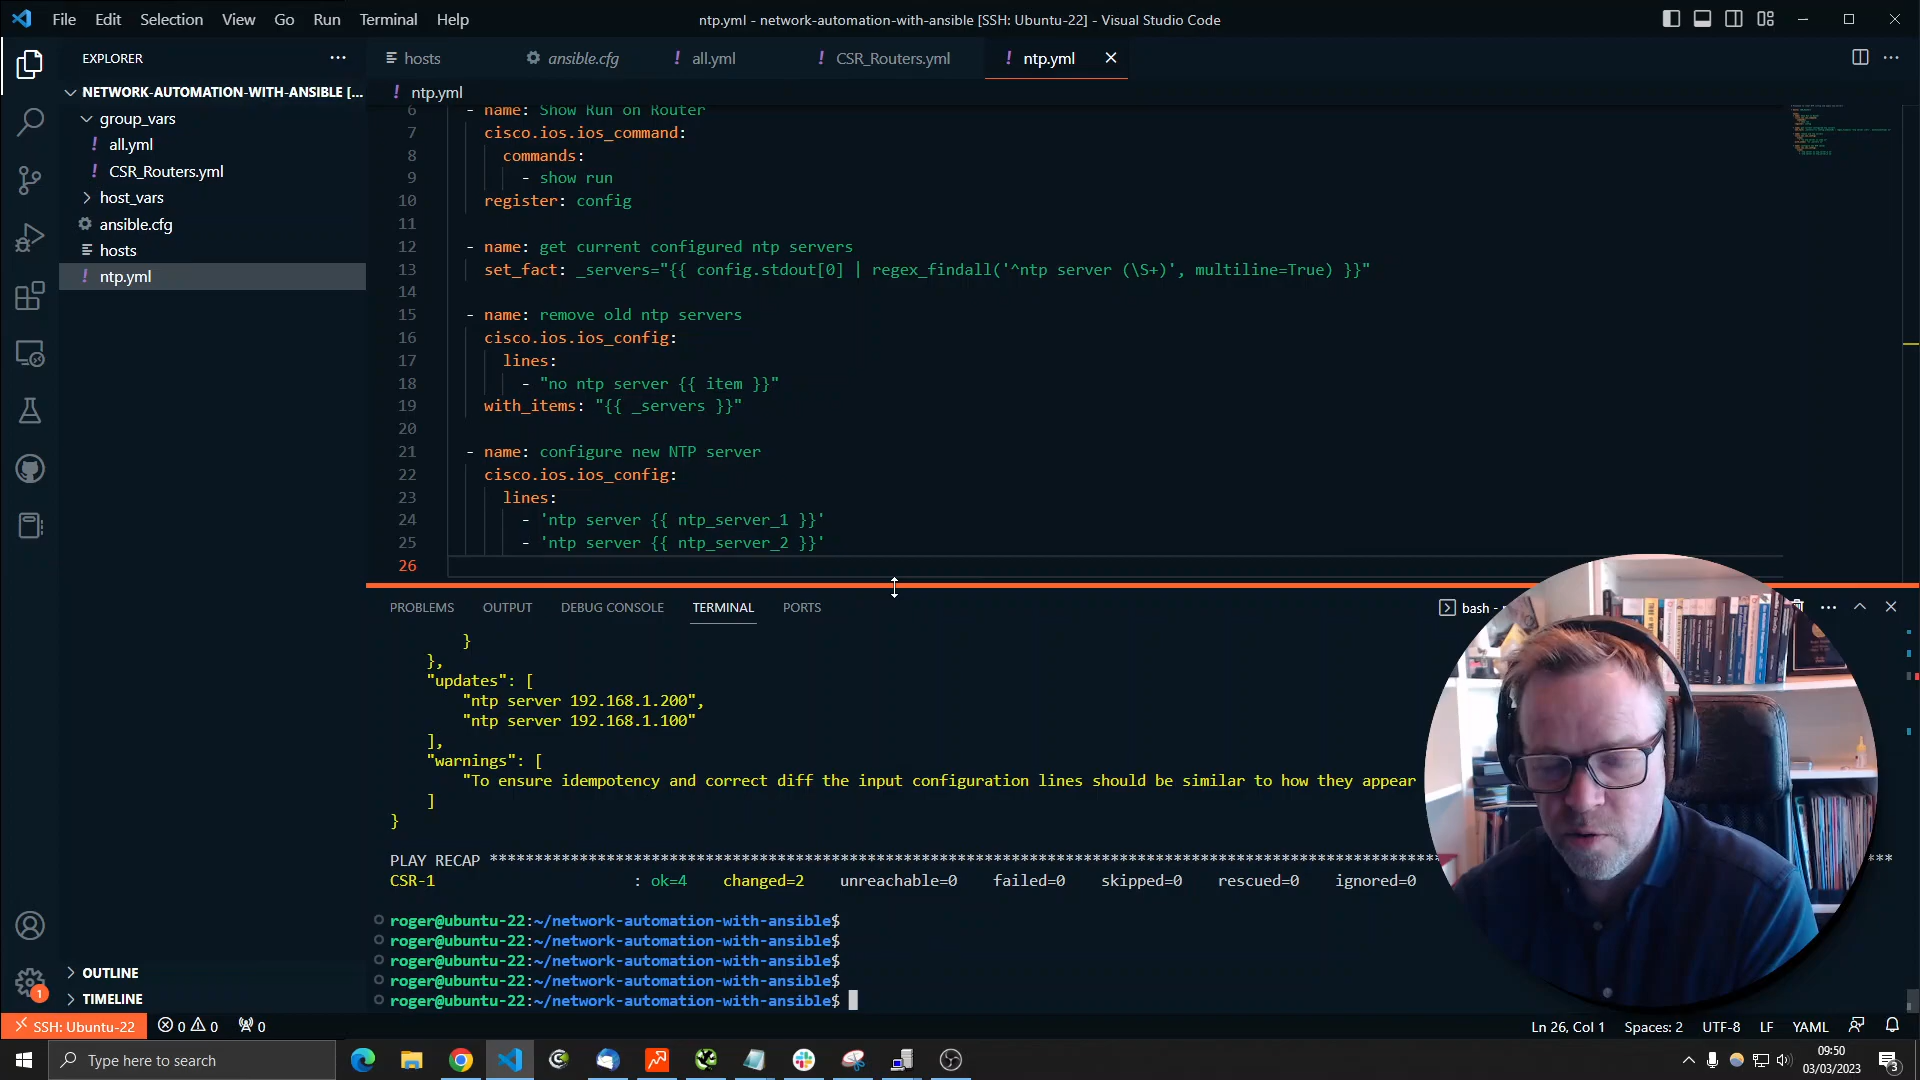 File Edit Selection View Go Run Terminal Help
ntp.yml - network-automation-with-ansible [SSH: Ubuntu-22] - Visual Studio Code
EXPLORER
NETWORK-AUTOMATION-WITH-ANSIBLE [...
group_vars
all.yml
CSR_Routers.yml
host_vars
ansible.cfg
hosts
ntp.yml
OUTLINE
TIMELINE
hosts ansible.cfg all.yml CSR_Routers.yml ntp.yml
ntp.yml
6 - name: Show Run on Router
7 cisco.ios.ios_command:
8 commands:
9 - show run
10 register: config
11
12 - name: get current configured ntp servers
13 set_fact: _servers="{{ config.stdout[0] | regex_findall('^ntp server (\S+)', multiline=True) }}"
14
15 - name: remove old ntp servers
16 cisco.ios.ios_config:
17 lines:
18 - "no ntp server {{ item }}"
19 with_items: "{{ _servers }}"
20
21 - name: configure new NTP server
22 cisco.ios.ios_config:
23 lines:
24 - 'ntp server {{ ntp_server_1 }}'
25 - 'ntp server {{ ntp_server_2 }}'
26
PROBLEMS OUTPUT DEBUG CONSOLE TERMINAL PORTS
bash -
}
},
"updates": [
"ntp server 192.168.1.200",
"ntp server 192.168.1.100"
],
"warnings": [
"To ensure idempotency and correct diff the input configuration lines should be similar to how they appear
]
}
PLAY RECAP ****************************************************************************************************
CSR-1 : ok=4 changed=2 unreachable=0 failed=0 skipped=0 rescued=0 ignored=0
roger@ubuntu-22:~/network-automation-with-ansible$
roger@ubuntu-22:~/network-automation-with-ansible$
roger@ubuntu-22:~/network-automation-with-ansible$
roger@ubuntu-22:~/network-automation-with-ansible$
roger@ubuntu-22:~/network-automation-with-ansible$
1
SSH: Ubuntu-22 0 0 0 Ln 26, Col 1 Spaces: 2 UTF-8 LF YAML
Type here to search
09:50
03/03/2023
3